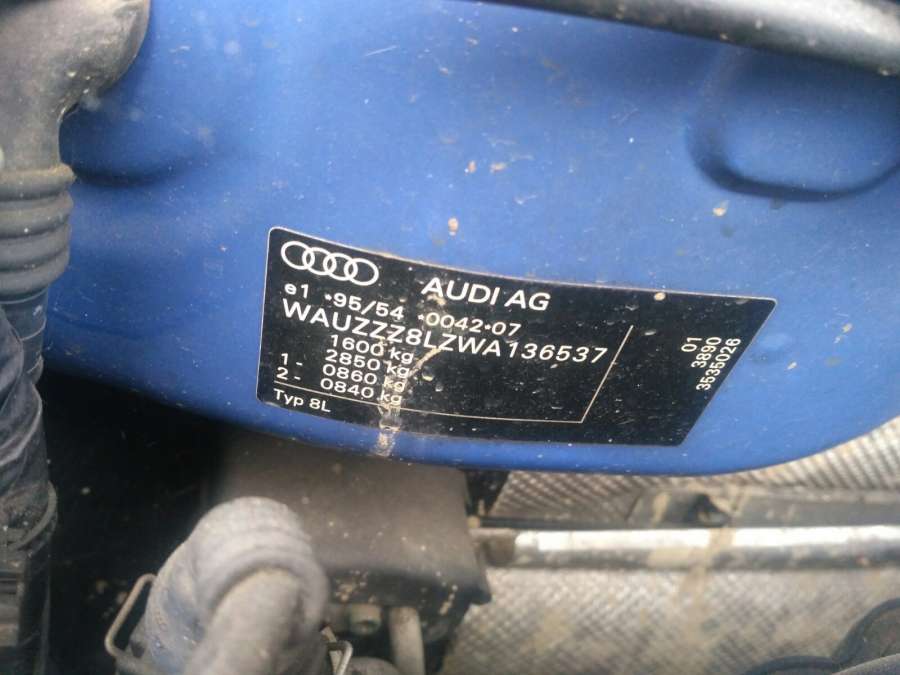 AUDI AG
e1 *95/54 *0042*07
WAUZZZ8LZWA136537
1600 kg
2850 kg
1 - 0860 kg
2 - 0840 kg
Typ 8L
01
3890
3535026